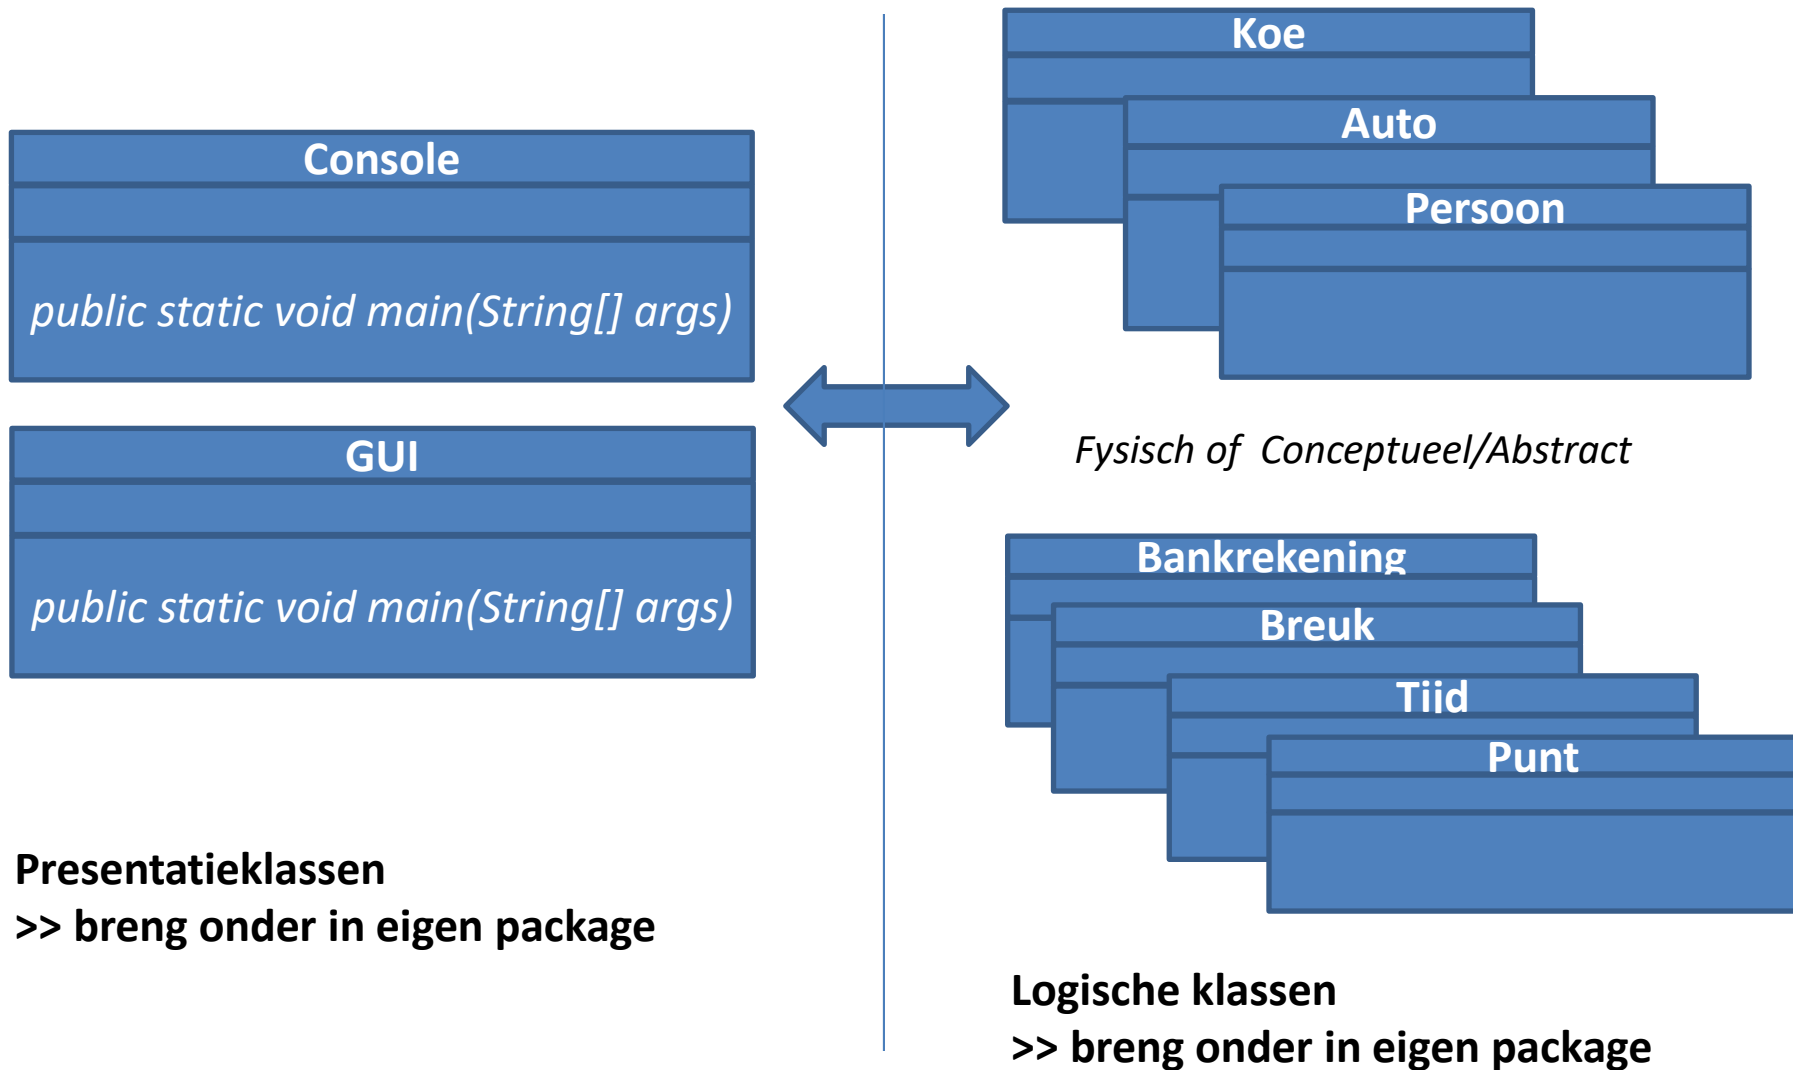 Console
public static void main(String[] args)
GUI
public static void main(String[] args)
Presentatieklassen
>> breng onder in eigen package
Koe
Auto
Persoon
Fysisch of Conceptueel/Abstract
Bankrekening
Breuk
Tijd
Punt
Logische klassen
>> breng onder in eigen package